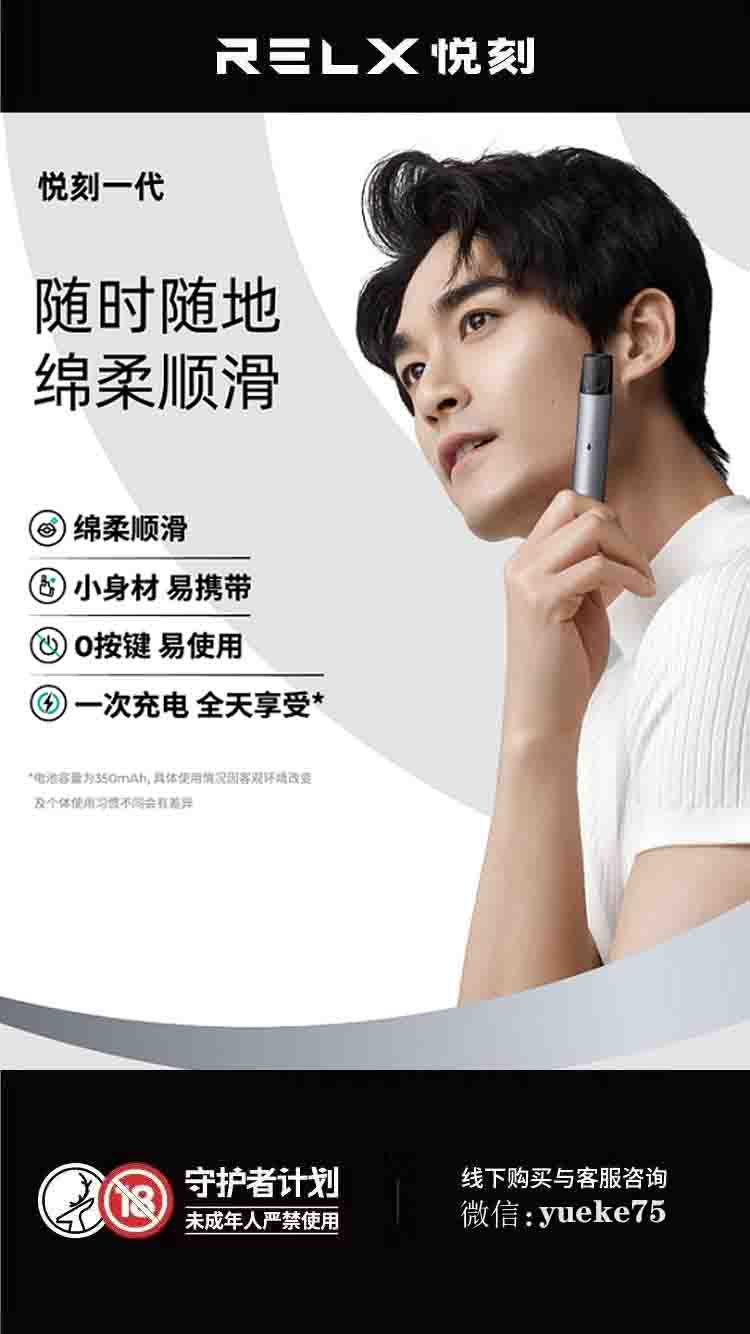 RELX悦刻
悦刻一代
随时随地
绵柔顺滑
绵柔顺滑
小身材 易携带
0按键 易使用
一次充电 全天享受*
*电池容量为350mAh, 具体使用情况因客观环境改变
及个体使用习惯不同会有差异
18
守护者计划
未成年人严禁使用
线下购买与客服咨询
微信:yueke75